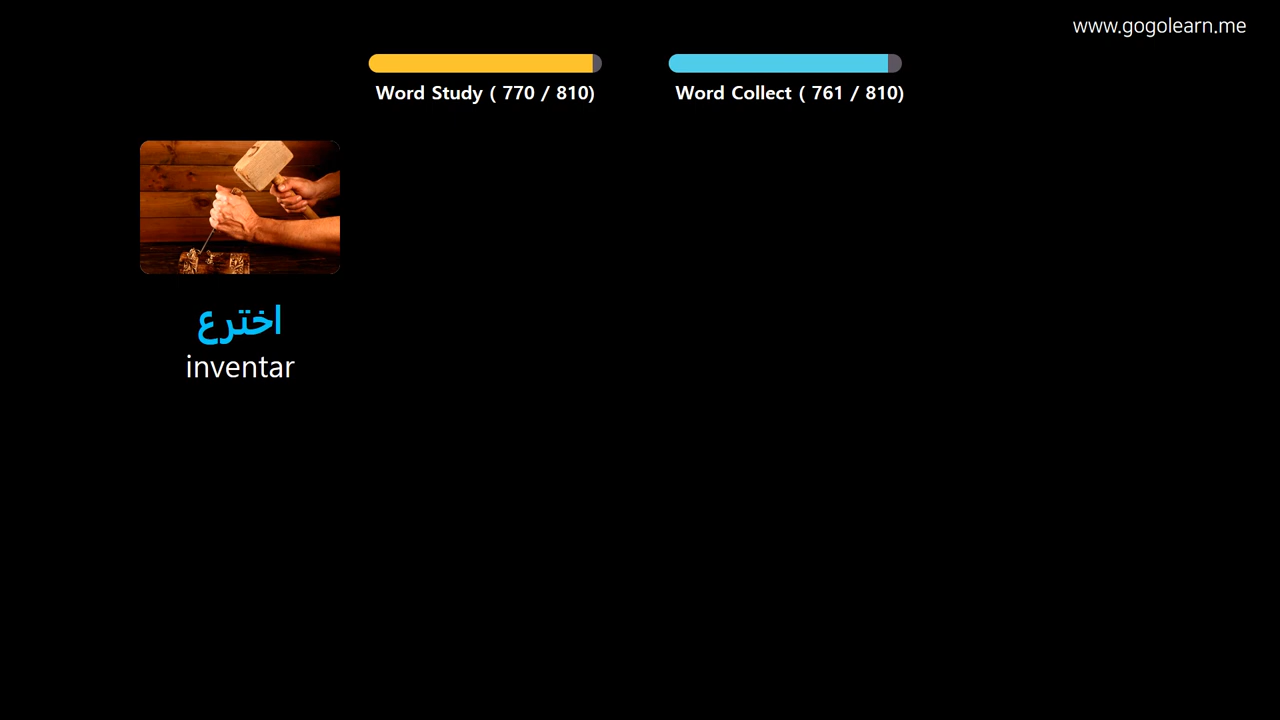 www.gogolearn.me
Word Study ( 770 / 810)
Word Collect ( 761 / 810)
اخترع
inventar